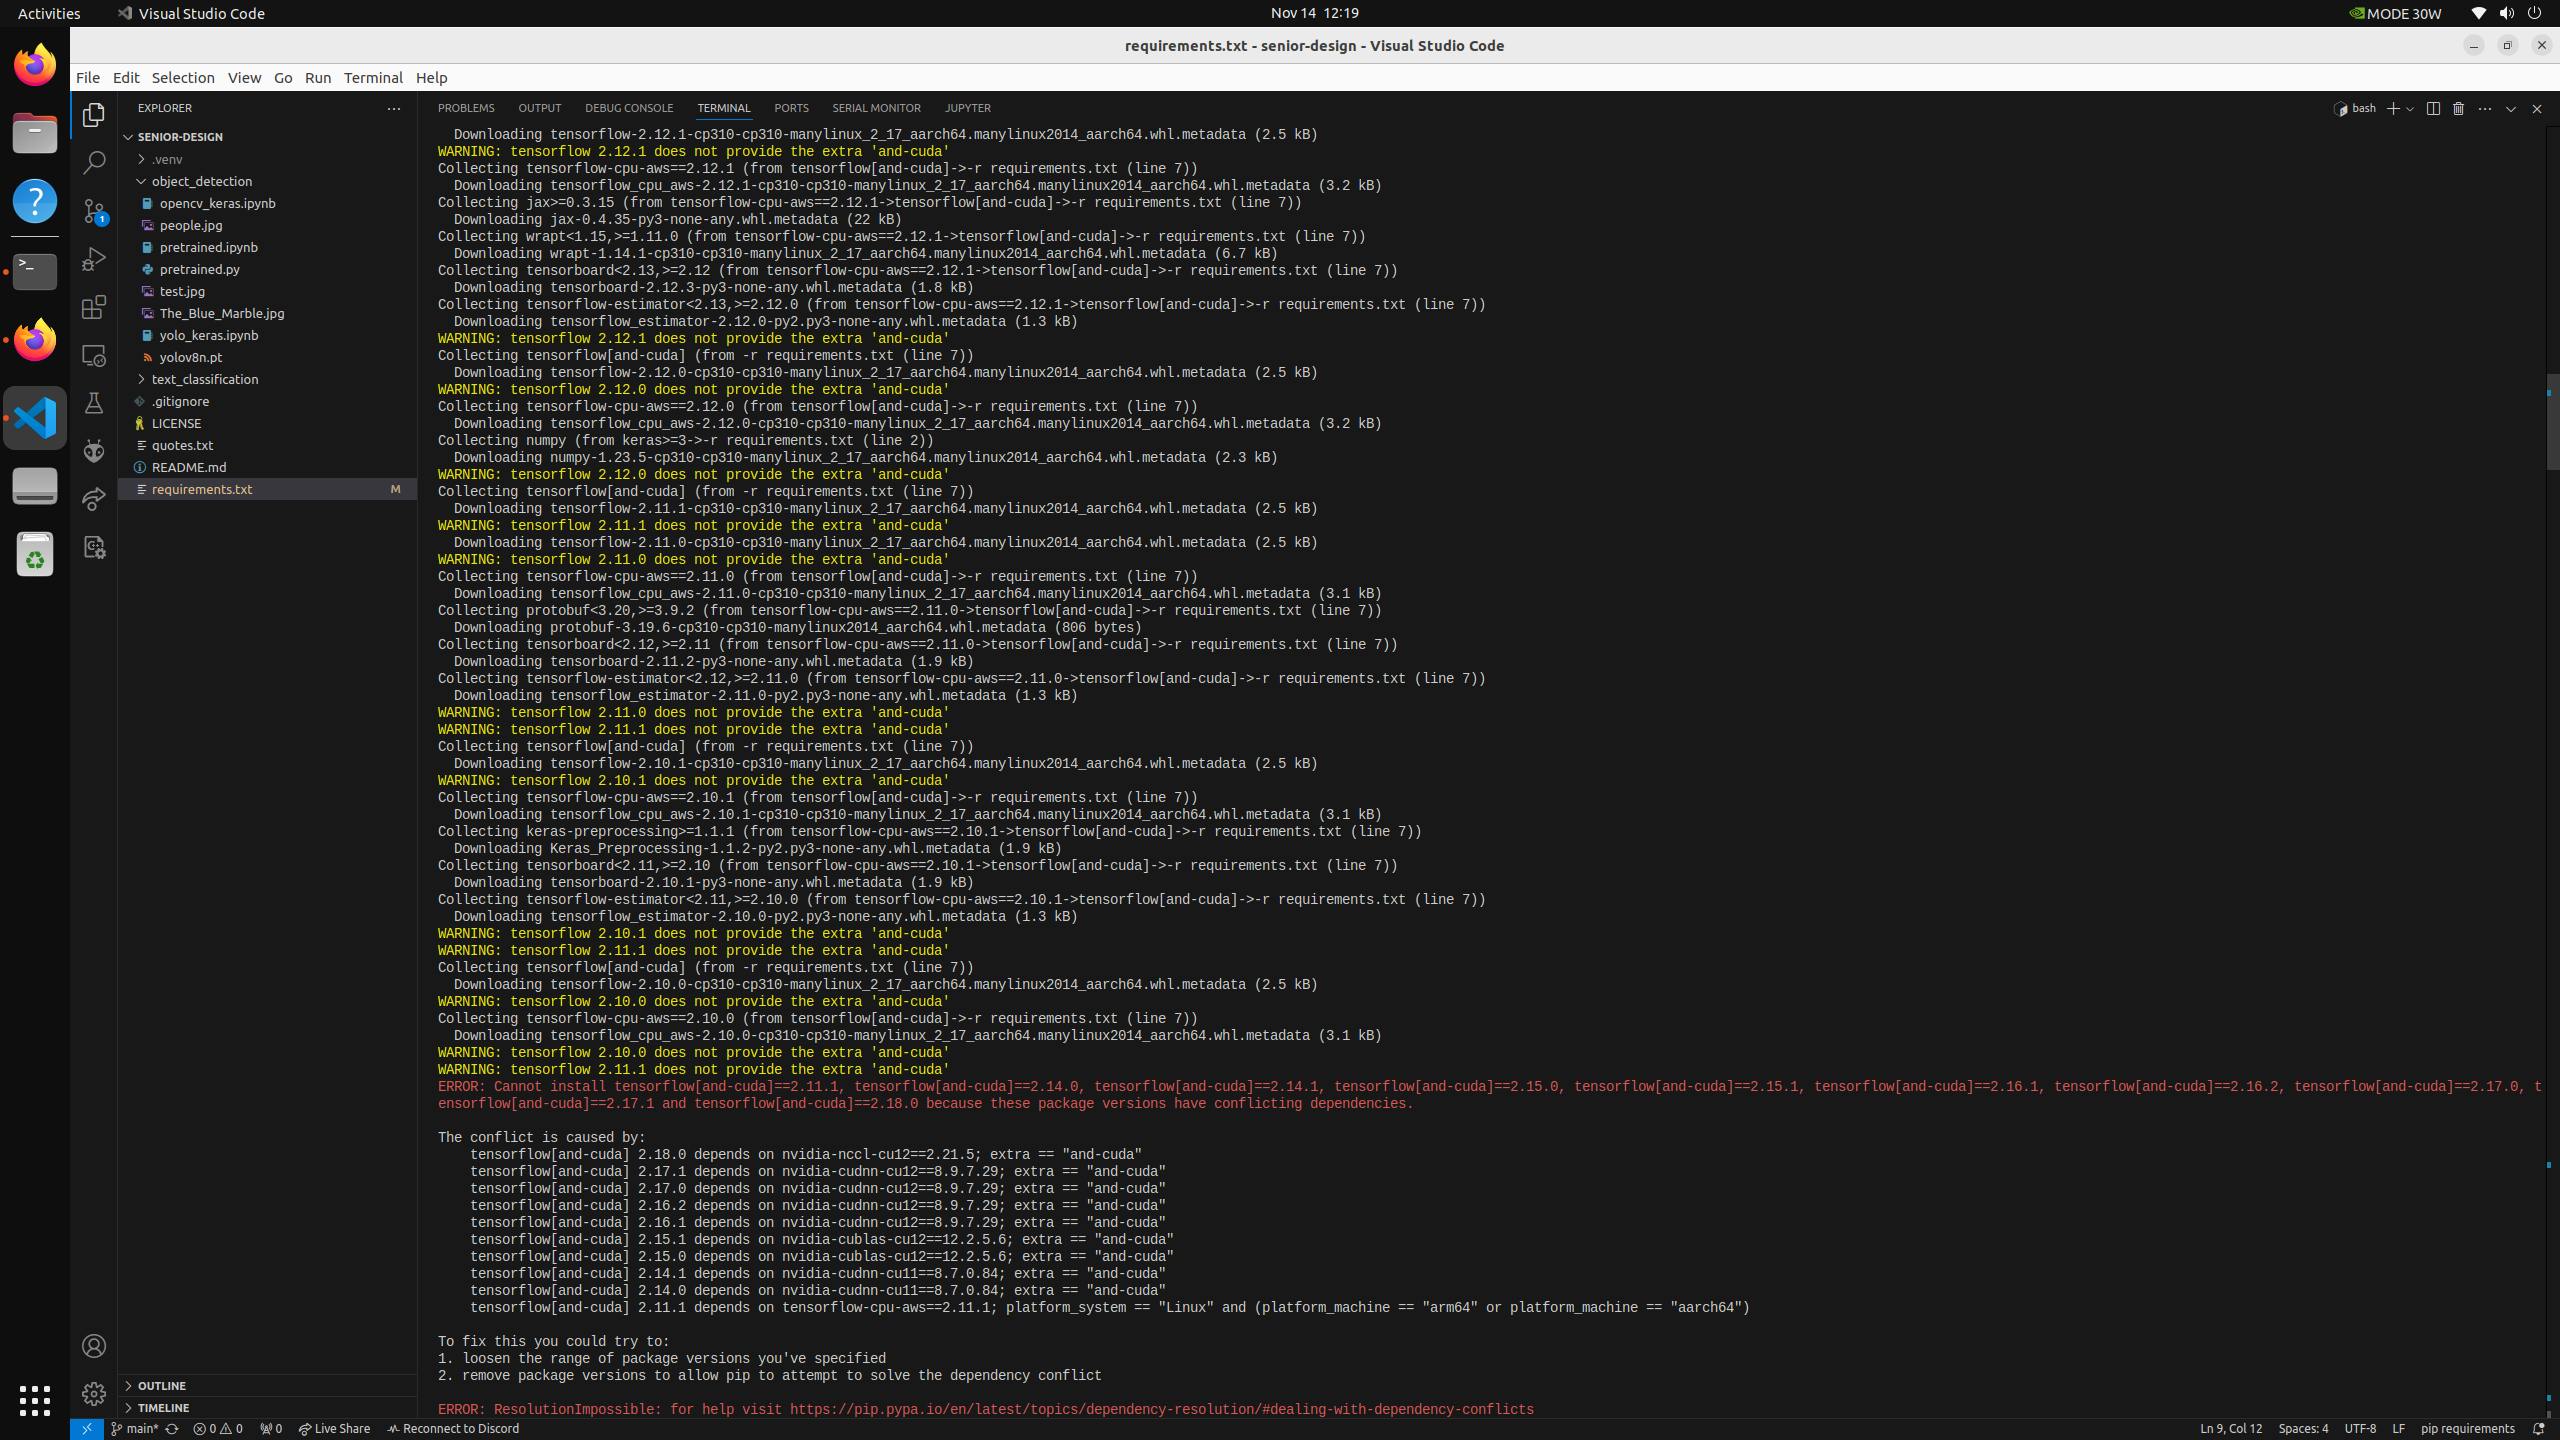 Activities
Visual Studio Code
Nov 14 12:19
MODE 30W
requirements.txt - senior-design - Visual Studio Code
File Edit Selection View Go Run Terminal Help
EXPLORER
SENIOR-DESIGN
.venv
object_detection
opencv_keras.ipynb
people.jpg
pretrained.ipynb
pretrained.py
test.jpg
The_Blue_Marble.jpg
yolo_keras.ipynb
yolov8n.pt
text_classification
.gitignore
LICENSE
quotes.txt
README.md
requirements.txt M
OUTLINE
TIMELINE
1
PROBLEMS OUTPUT DEBUG CONSOLE TERMINAL PORTS SERIAL MONITOR JUPYTER
bash
Downloading tensorflow-2.12.1-cp310-cp310-manylinux_2_17_aarch64.manylinux2014_aarch64.whl.metadata (2.5 kB)
WARNING: tensorflow 2.12.1 does not provide the extra 'and-cuda'
Collecting tensorflow-cpu-aws==2.12.1 (from tensorflow[and-cuda]->-r requirements.txt (line 7))
Downloading tensorflow_cpu_aws-2.12.1-cp310-cp310-manylinux_2_17_aarch64.manylinux2014_aarch64.whl.metadata (3.2 kB)
Collecting jax>=0.3.15 (from tensorflow-cpu-aws==2.12.1->tensorflow[and-cuda]->-r requirements.txt (line 7))
Downloading jax-0.4.35-py3-none-any.whl.metadata (22 kB)
Collecting wrapt<1.15,>=1.11.0 (from tensorflow-cpu-aws==2.12.1->tensorflow[and-cuda]->-r requirements.txt (line 7))
Downloading wrapt-1.14.1-cp310-cp310-manylinux_2_17_aarch64.manylinux2014_aarch64.whl.metadata (6.7 kB)
Collecting tensorboard<2.13,>=2.12 (from tensorflow-cpu-aws==2.12.1->tensorflow[and-cuda]->-r requirements.txt (line 7))
Downloading tensorboard-2.12.3-py3-none-any.whl.metadata (1.8 kB)
Collecting tensorflow-estimator<2.13,>=2.12.0 (from tensorflow-cpu-aws==2.12.1->tensorflow[and-cuda]->-r requirements.txt (line 7))
Downloading tensorflow_estimator-2.12.0-py2.py3-none-any.whl.metadata (1.3 kB)
WARNING: tensorflow 2.12.1 does not provide the extra 'and-cuda'
Collecting tensorflow[and-cuda] (from -r requirements.txt (line 7))
Downloading tensorflow-2.12.0-cp310-cp310-manylinux_2_17_aarch64.manylinux2014_aarch64.whl.metadata (2.5 kB)
WARNING: tensorflow 2.12.0 does not provide the extra 'and-cuda'
Collecting tensorflow-cpu-aws==2.12.0 (from tensorflow[and-cuda]->-r requirements.txt (line 7))
Downloading tensorflow_cpu_aws-2.12.0-cp310-cp310-manylinux_2_17_aarch64.manylinux2014_aarch64.whl.metadata (3.2 kB)
Collecting numpy (from keras>=3->-r requirements.txt (line 2))
Downloading numpy-1.23.5-cp310-cp310-manylinux_2_17_aarch64.manylinux2014_aarch64.whl.metadata (2.3 kB)
WARNING: tensorflow 2.12.0 does not provide the extra 'and-cuda'
Collecting tensorflow[and-cuda] (from -r requirements.txt (line 7))
Downloading tensorflow-2.11.1-cp310-cp310-manylinux_2_17_aarch64.manylinux2014_aarch64.whl.metadata (2.5 kB)
WARNING: tensorflow 2.11.1 does not provide the extra 'and-cuda'
Downloading tensorflow-2.11.0-cp310-cp310-manylinux_2_17_aarch64.manylinux2014_aarch64.whl.metadata (2.5 kB)
WARNING: tensorflow 2.11.0 does not provide the extra 'and-cuda'
Collecting tensorflow-cpu-aws==2.11.0 (from tensorflow[and-cuda]->-r requirements.txt (line 7))
Downloading tensorflow_cpu_aws-2.11.0-cp310-cp310-manylinux_2_17_aarch64.manylinux2014_aarch64.whl.metadata (3.1 kB)
Collecting protobuf<3.20,>=3.9.2 (from tensorflow-cpu-aws==2.11.0->tensorflow[and-cuda]->-r requirements.txt (line 7))
Downloading protobuf-3.19.6-cp310-cp310-manylinux2014_aarch64.whl.metadata (806 bytes)
Collecting tensorboard<2.12,>=2.11 (from tensorflow-cpu-aws==2.11.0->tensorflow[and-cuda]->-r requirements.txt (line 7))
Downloading tensorboard-2.11.2-py3-none-any.whl.metadata (1.9 kB)
Collecting tensorflow-estimator<2.12,>=2.11.0 (from tensorflow-cpu-aws==2.11.0->tensorflow[and-cuda]->-r requirements.txt (line 7))
Downloading tensorflow_estimator-2.11.0-py2.py3-none-any.whl.metadata (1.3 kB)
WARNING: tensorflow 2.11.0 does not provide the extra 'and-cuda'
WARNING: tensorflow 2.11.1 does not provide the extra 'and-cuda'
Collecting tensorflow[and-cuda] (from -r requirements.txt (line 7))
Downloading tensorflow-2.10.1-cp310-cp310-manylinux_2_17_aarch64.manylinux2014_aarch64.whl.metadata (2.5 kB)
WARNING: tensorflow 2.10.1 does not provide the extra 'and-cuda'
Collecting tensorflow-cpu-aws==2.10.1 (from tensorflow[and-cuda]->-r requirements.txt (line 7))
Downloading tensorflow_cpu_aws-2.10.1-cp310-cp310-manylinux_2_17_aarch64.manylinux2014_aarch64.whl.metadata (3.1 kB)
Collecting keras-preprocessing>=1.1.1 (from tensorflow-cpu-aws==2.10.1->tensorflow[and-cuda]->-r requirements.txt (line 7))
Downloading Keras_Preprocessing-1.1.2-py2.py3-none-any.whl.metadata (1.9 kB)
Collecting tensorboard<2.11,>=2.10 (from tensorflow-cpu-aws==2.10.1->tensorflow[and-cuda]->-r requirements.txt (line 7))
Downloading tensorboard-2.10.1-py3-none-any.whl.metadata (1.9 kB)
Collecting tensorflow-estimator<2.11,>=2.10.0 (from tensorflow-cpu-aws==2.10.1->tensorflow[and-cuda]->-r requirements.txt (line 7))
Downloading tensorflow_estimator-2.10.0-py2.py3-none-any.whl.metadata (1.3 kB)
WARNING: tensorflow 2.10.1 does not provide the extra 'and-cuda'
WARNING: tensorflow 2.11.1 does not provide the extra 'and-cuda'
Collecting tensorflow[and-cuda] (from -r requirements.txt (line 7))
Downloading tensorflow-2.10.0-cp310-cp310-manylinux_2_17_aarch64.manylinux2014_aarch64.whl.metadata (2.5 kB)
WARNING: tensorflow 2.10.0 does not provide the extra 'and-cuda'
Collecting tensorflow-cpu-aws==2.10.0 (from tensorflow[and-cuda]->-r requirements.txt (line 7))
Downloading tensorflow_cpu_aws-2.10.0-cp310-cp310-manylinux_2_17_aarch64.manylinux2014_aarch64.whl.metadata (3.1 kB)
WARNING: tensorflow 2.10.0 does not provide the extra 'and-cuda'
WARNING: tensorflow 2.11.1 does not provide the extra 'and-cuda'
ERROR: Cannot install tensorflow[and-cuda]==2.11.1, tensorflow[and-cuda]==2.14.0, tensorflow[and-cuda]==2.14.1, tensorflow[and-cuda]==2.15.0, tensorflow[and-cuda]==2.15.1, tensorflow[and-cuda]==2.16.1, tensorflow[and-cuda]==2.16.2, tensorflow[and-cuda]==2.17.0, t
ensorflow[and-cuda]==2.17.1 and tensorflow[and-cuda]==2.18.0 because these package versions have conflicting dependencies.
The conflict is caused by:
tensorflow[and-cuda] 2.18.0 depends on nvidia-nccl-cu12==2.21.5; extra == "and-cuda"
tensorflow[and-cuda] 2.17.1 depends on nvidia-cudnn-cu12==8.9.7.29; extra == "and-cuda"
tensorflow[and-cuda] 2.17.0 depends on nvidia-cudnn-cu12==8.9.7.29; extra == "and-cuda"
tensorflow[and-cuda] 2.16.2 depends on nvidia-cudnn-cu12==8.9.7.29; extra == "and-cuda"
tensorflow[and-cuda] 2.16.1 depends on nvidia-cudnn-cu12==8.9.7.29; extra == "and-cuda"
tensorflow[and-cuda] 2.15.1 depends on nvidia-cublas-cu12==12.2.5.6; extra == "and-cuda"
tensorflow[and-cuda] 2.15.0 depends on nvidia-cublas-cu12==12.2.5.6; extra == "and-cuda"
tensorflow[and-cuda] 2.14.1 depends on nvidia-cudnn-cu11==8.7.0.84; extra == "and-cuda"
tensorflow[and-cuda] 2.14.0 depends on nvidia-cudnn-cu11==8.7.0.84; extra == "and-cuda"
tensorflow[and-cuda] 2.11.1 depends on tensorflow-cpu-aws==2.11.1; platform_system == "Linux" and (platform_machine == "arm64" or platform_machine == "aarch64")
To fix this you could try to:
1. loosen the range of package versions you've specified
2. remove package versions to allow pip to attempt to solve the dependency conflict
ERROR: ResolutionImpossible: for help visit https://pip.pypa.io/en/latest/topics/dependency-resolution/#dealing-with-dependency-conflicts
main* 0 0 0 Live Share Reconnect to Discord
Ln 9, Col 12 Spaces: 4 UTF-8 LF pip requirements